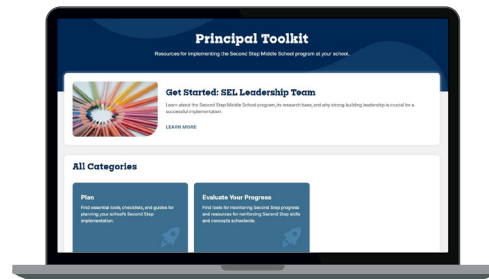 Principal Toolkit
Resources for implementing the Second Step Middle School program at your school.
Get Started: SEL Leadership Team
Learn about the Second Step Middle School program, its research base, and why strong building leadership is crucial for a
successful implementation.
LEARN MORE
All Categories
Plan
Find essential tools, checklists, and guides for
planning your school's Second Step
implementation.
Evaluate Your Progress
Find tools for monitoring Second Step progress
and resources for reinforcing Second Step skills
and concepts schoolwide.